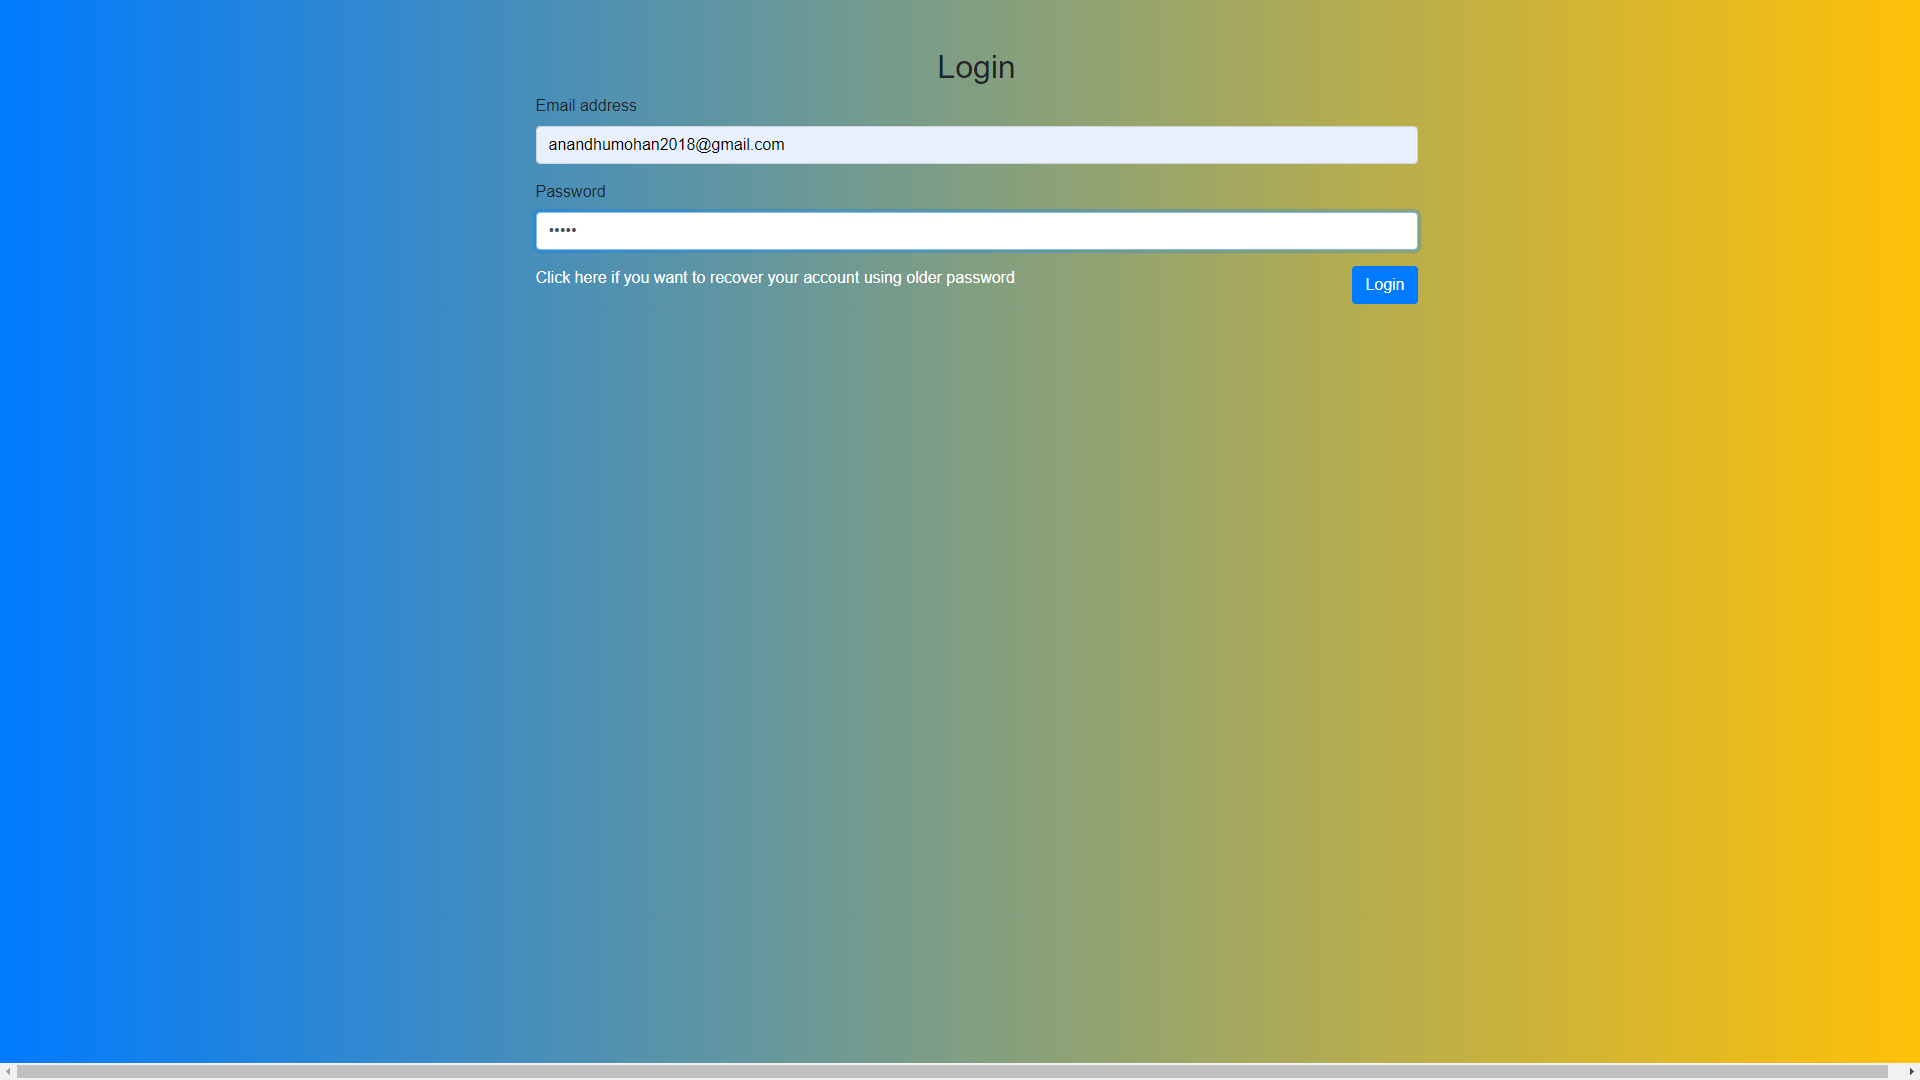 Login
Email address
anandhumohan2018@gmail.com
Password
•••••
Click here if you want to recover your account using older password
Login